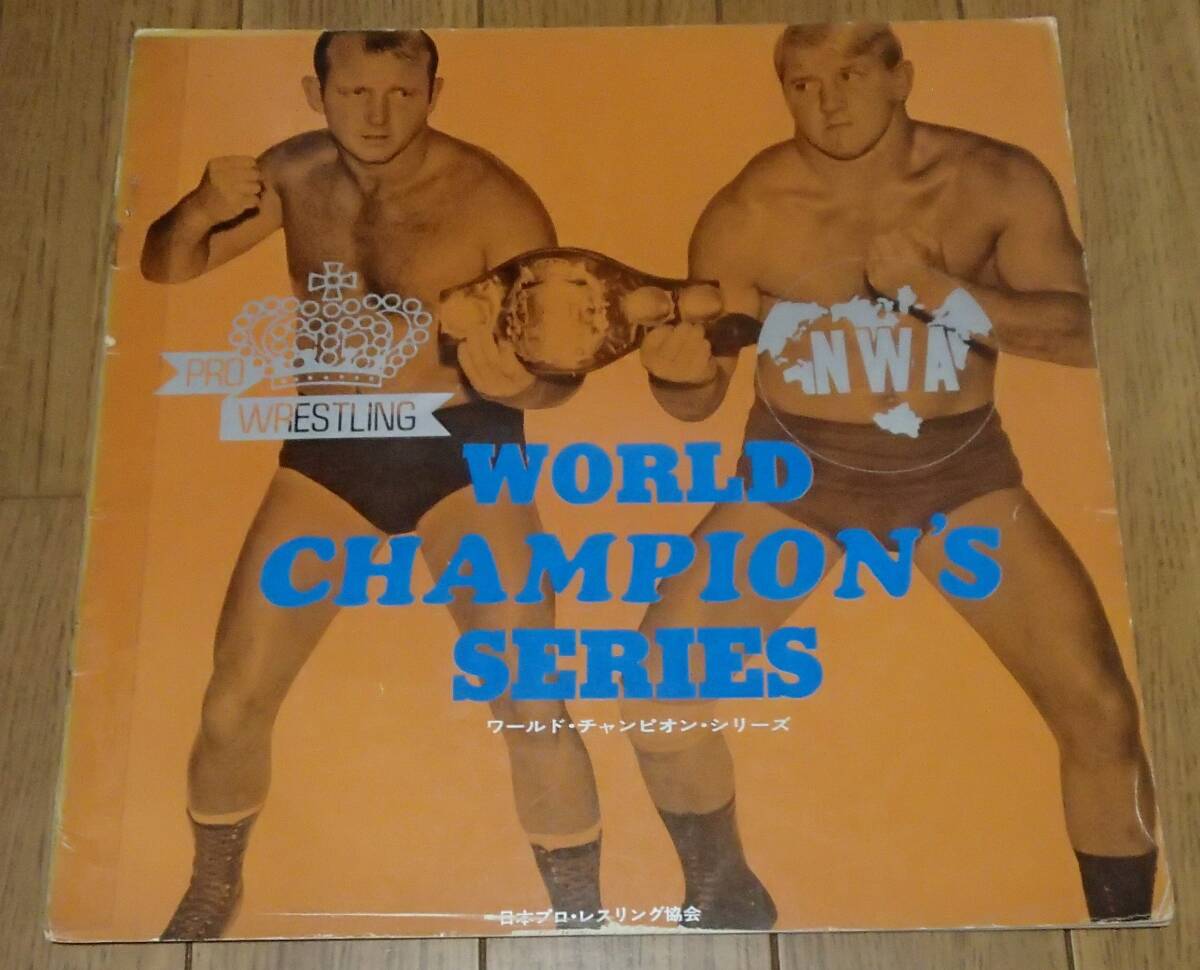 PRO
WRESTLING
NWA
WORLD
CHAMPION'S
SERIES
ワールド・チャンピオン・シリーズ
日本プロ・レスリング協会